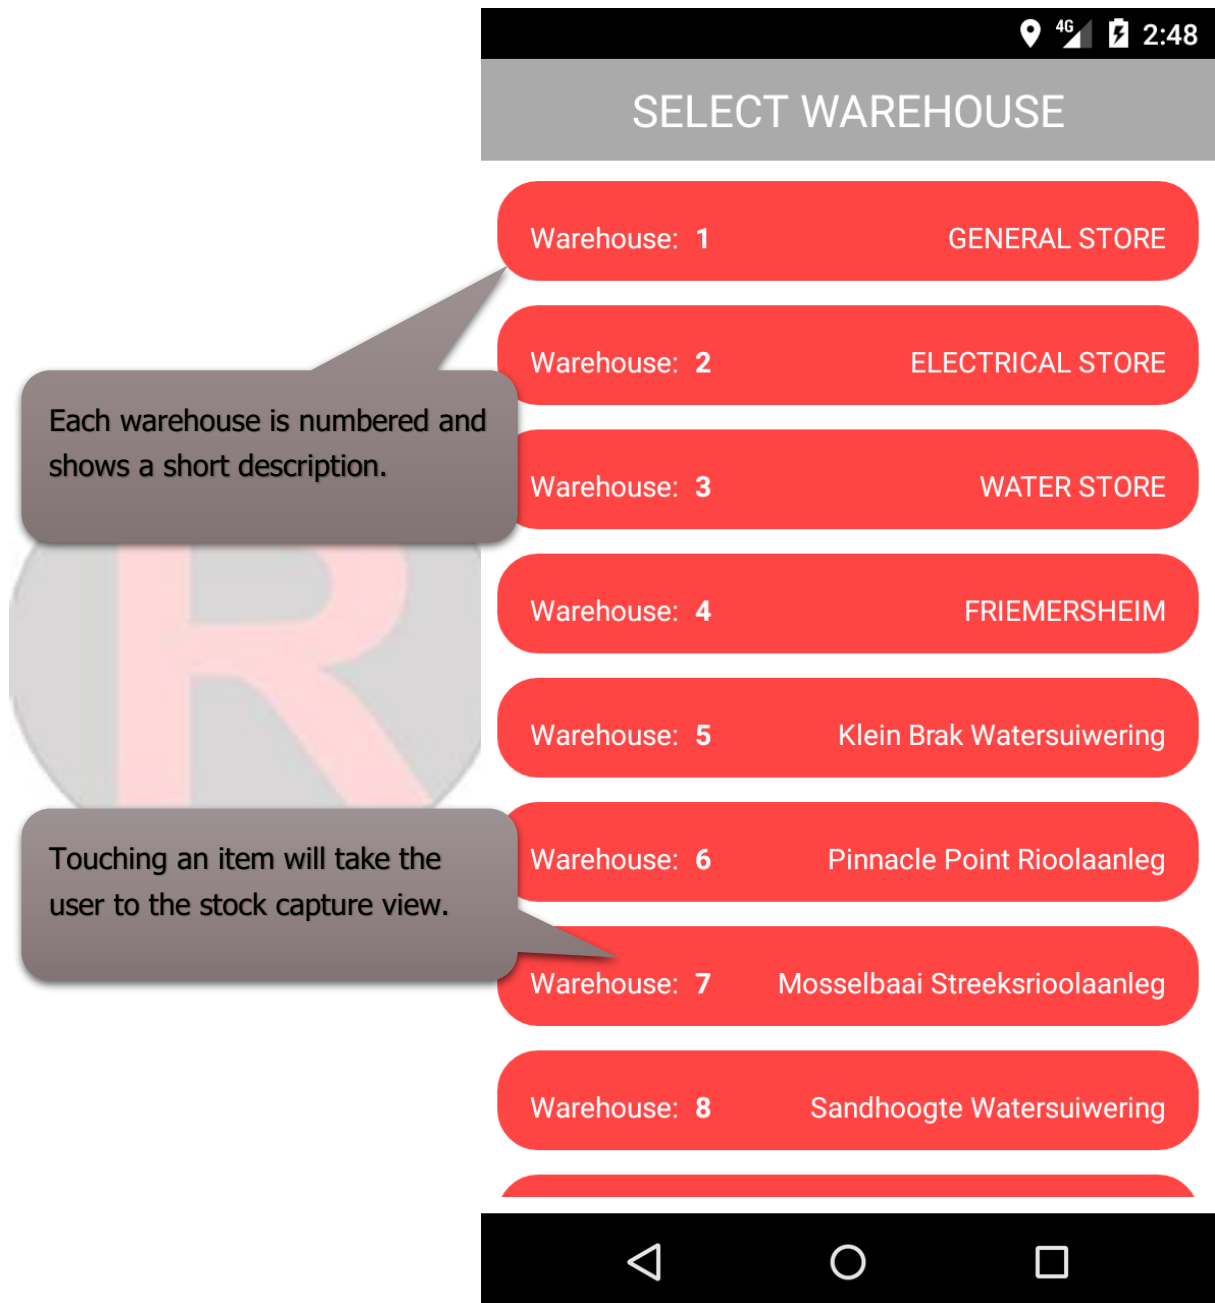 4G 2:48
SELECT WAREHOUSE
Warehouse: 1 GENERAL STORE
Warehouse: 2 ELECTRICAL STORE
Each warehouse is numbered and
shows a short description.
Warehouse: 3 WATER STORE
Warehouse: 4 FRIEMERSHEIM
R
Warehouse: 5 Klein Brak Watersuiwering
Touching an item will take the
user to the stock capture view.
Warehouse: 6 Pinnacle Point Rioolaanleg
Warehouse: 7 Mosselbaai Streeksrioolaanleg
Warehouse: 8 Sandhoogte Watersuiwering